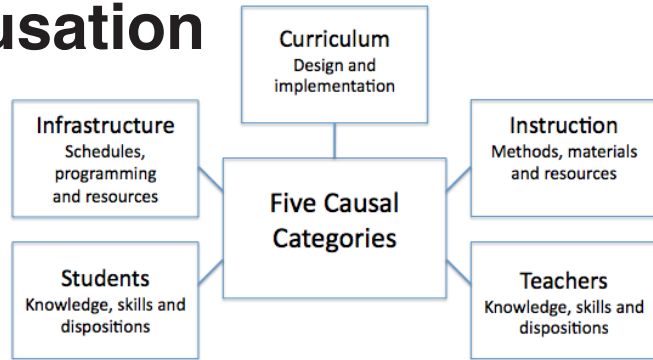 usation
Curriculum
Design and
implementation
Infrastructure
Schedules,
programming
and resources
Instruction
Methods, materials
and resources
Five Causal
Categories
Students
Knowledge, skills and
dispositions
Teachers
Knowledge, skills and
dispositions